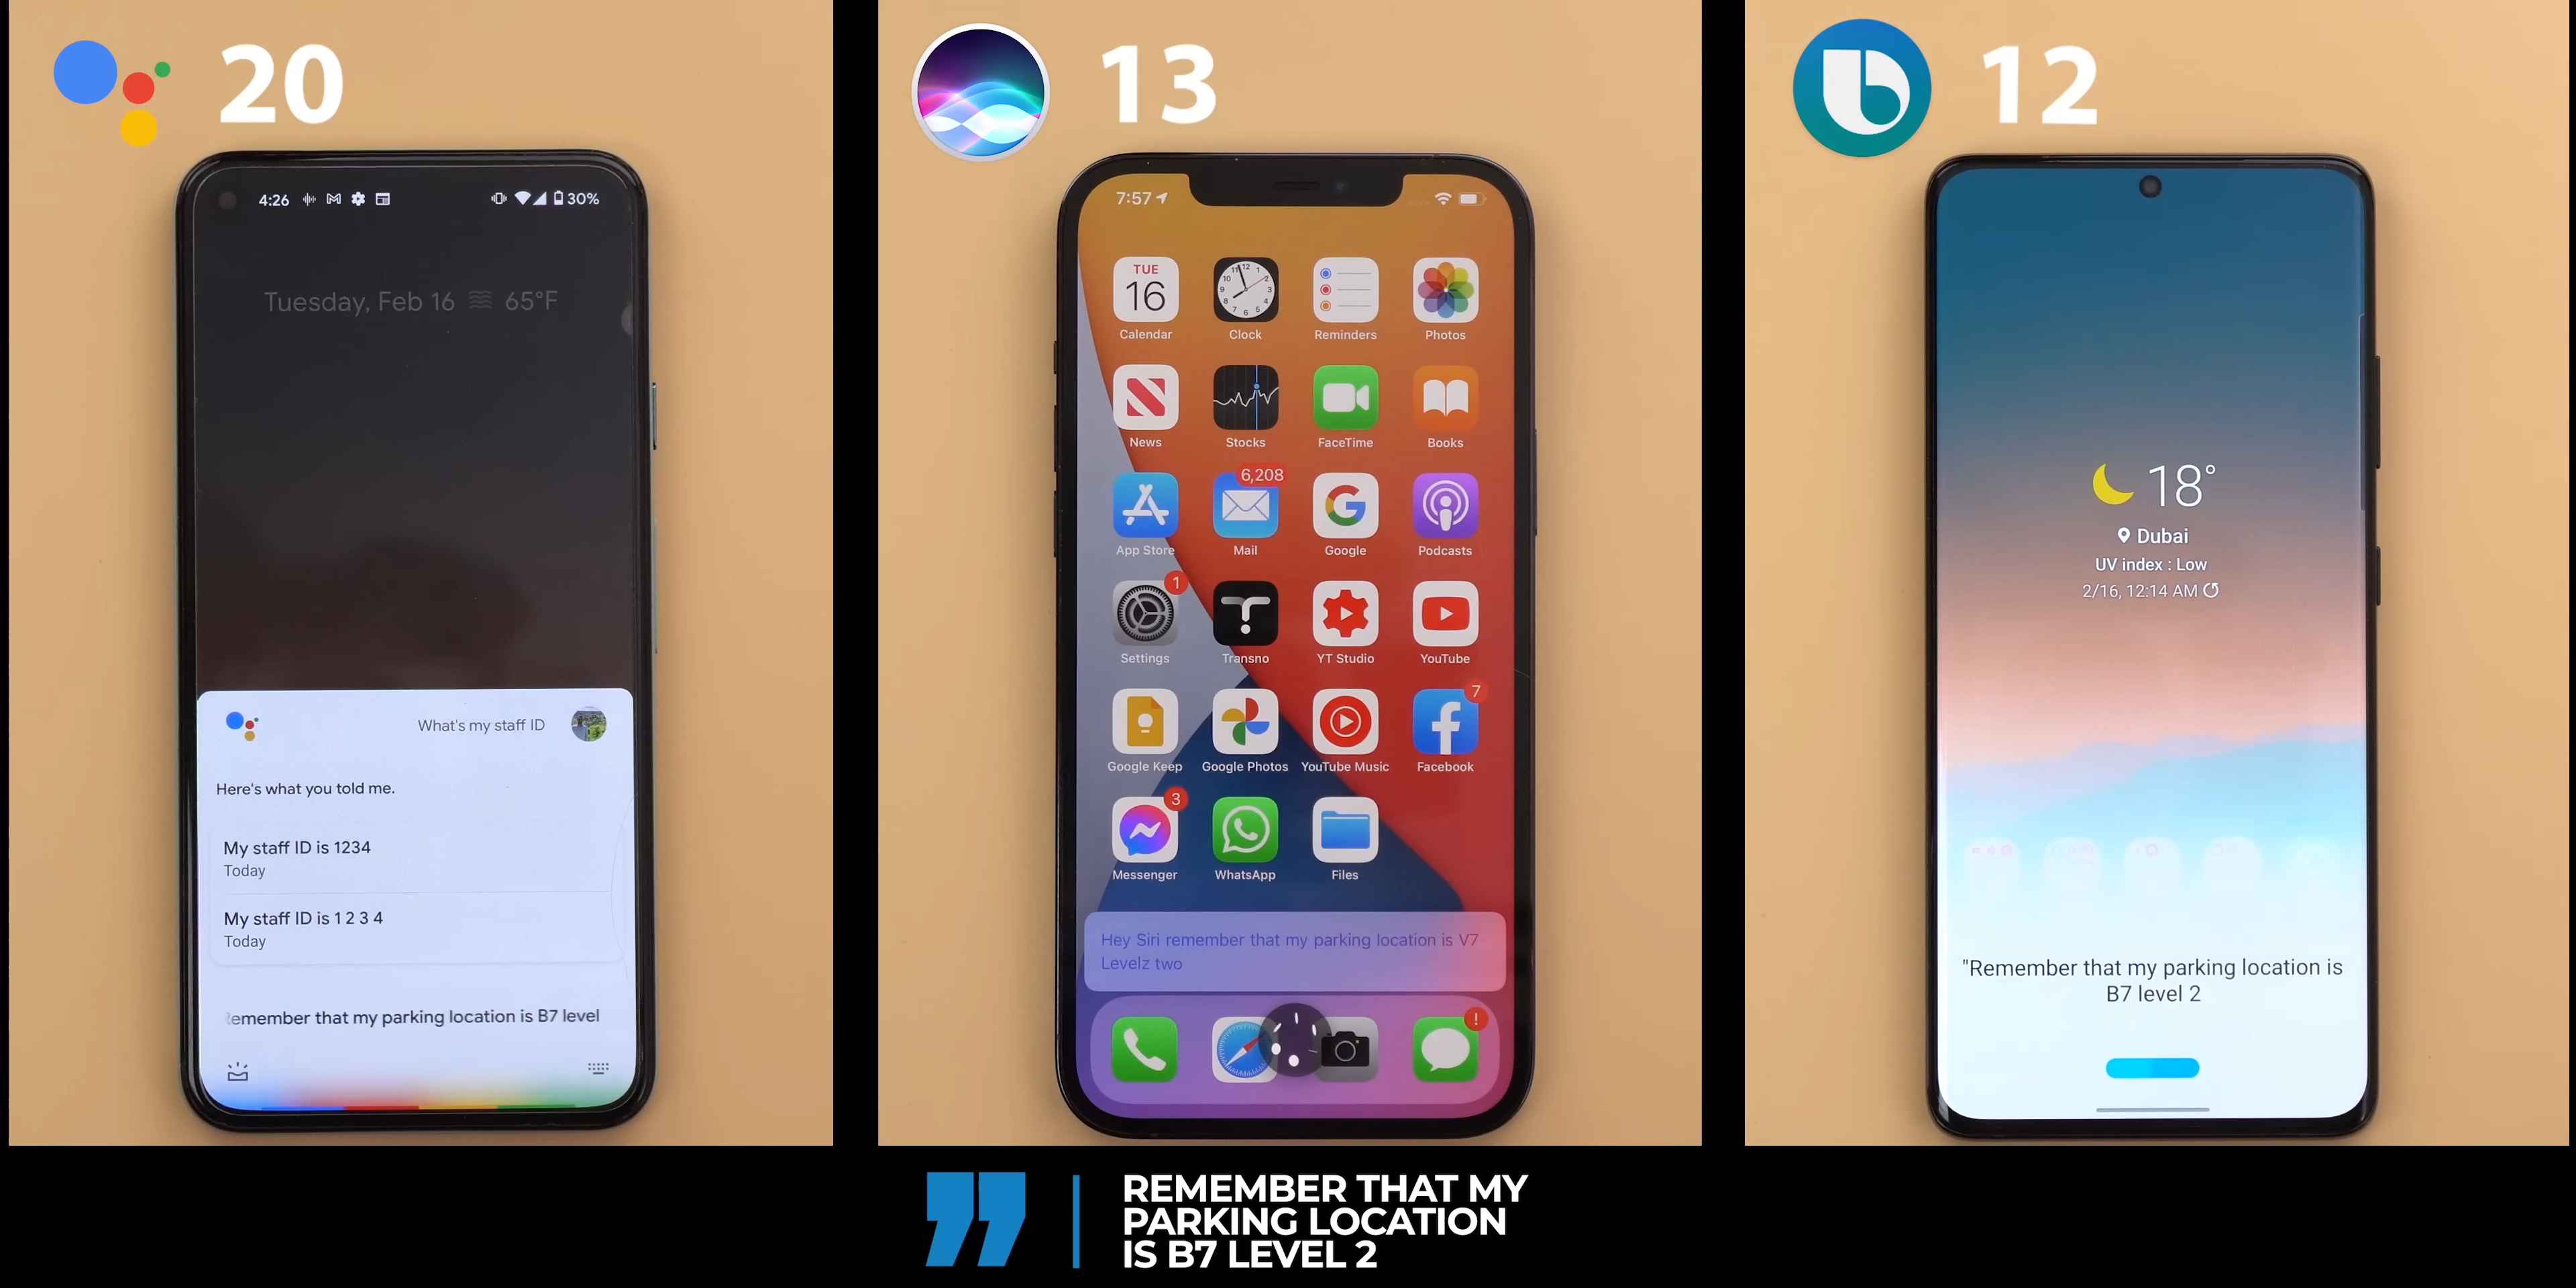 20
4:26
30%
Tuesday, Feb 16
65°F
What's my staff ID
Here's what you told me.
My staff ID is 1234
Today
My staff ID is 1 2 3 4
Today
emember that my parking location is B7 level
13
7:57
TUE
16
Calendar
Clock
Reminders
Photos
News
Stocks
FaceTime
Books
6,208
App Store
Mail
Google
Podcasts
1
Settings
Transno
YT Studio
YouTube
7
Google Keep
Google Photos
YouTube Music
Facebook
3
Messenger
WhatsApp
Files
Hey Siri remember that my parking location is V7
Levelz two
!
12
18°
Dubai
UV index : Low
2/16, 12:14 AM
"Remember that my parking location is
B7 level 2
REMEMBER THAT MY
PARKING LOCATION
IS B7 LEVEL 2